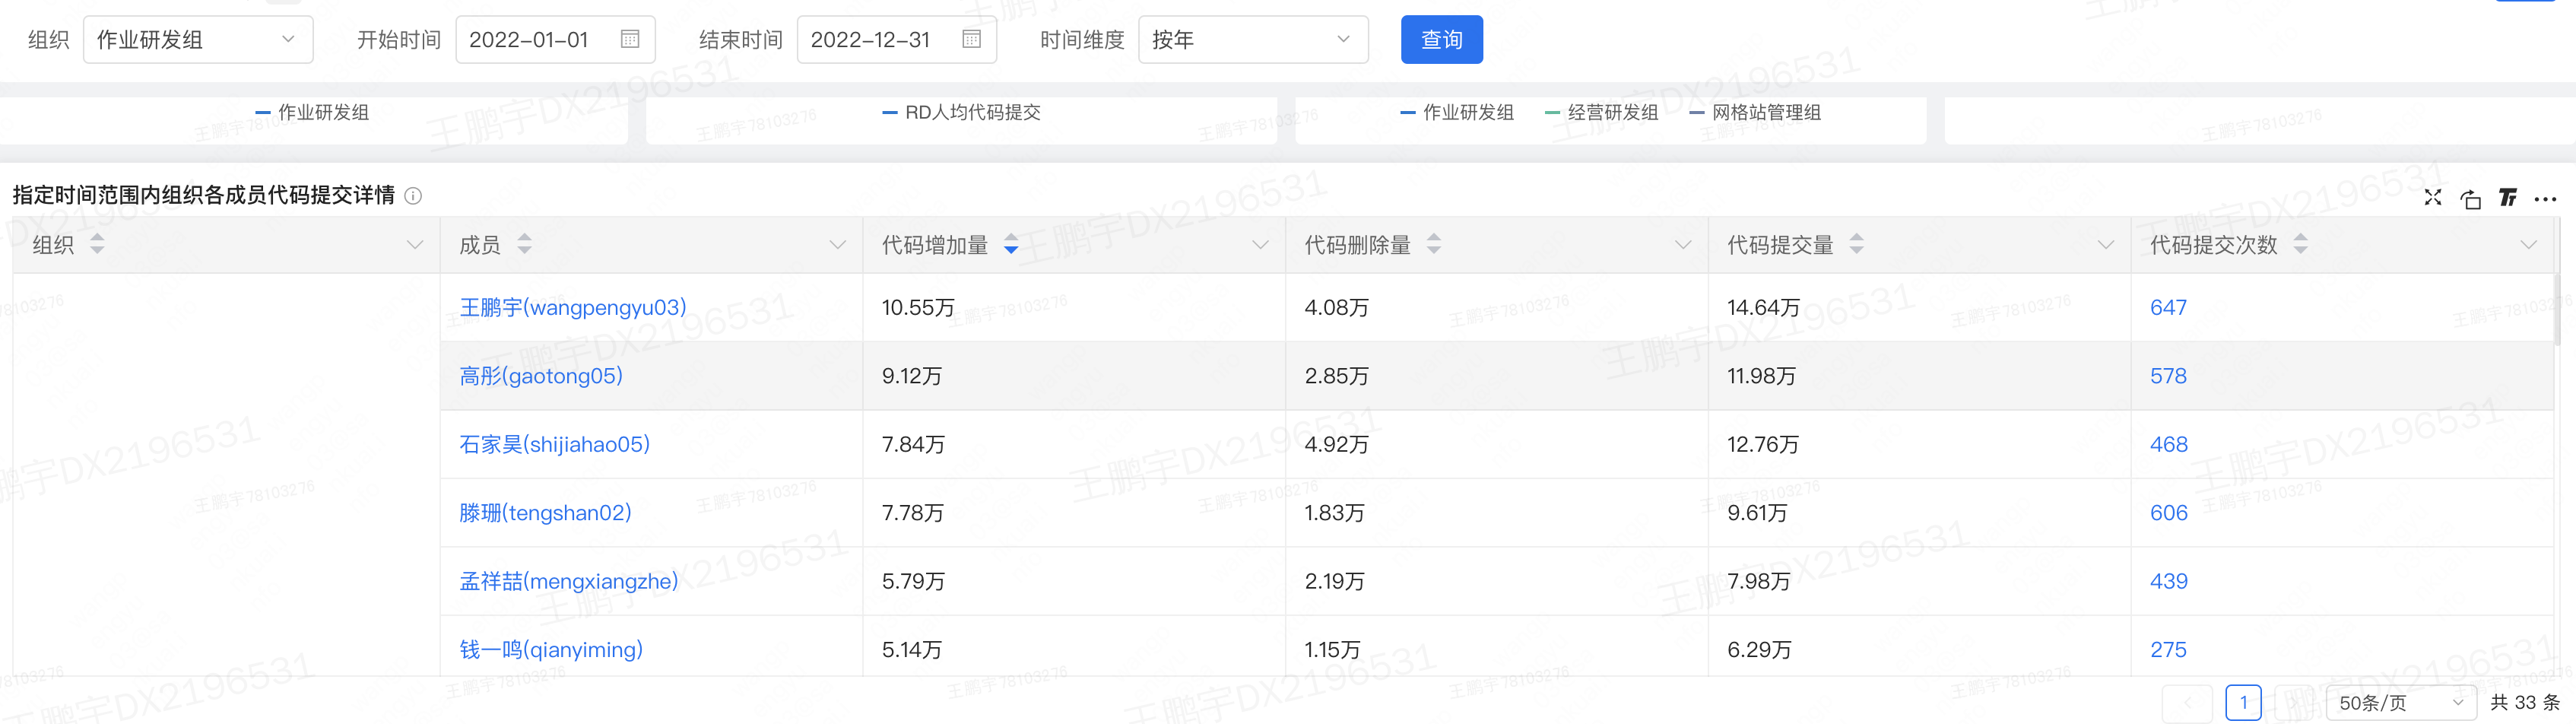 组织 作业研发组 开始时间 2022-01-01 结束时间 2022-12-31 时间维度 按年 查询
作业研发组 RD人均代码提交 作业研发组 经营研发组 网格站管理组
指定时间范围内组织各成员代码提交详情
组织 成员 代码增加量 代码删除量 代码提交量 代码提交次数
王鹏宇(wangpengyu03) 10.55万 4.08万 14.64万 647
高彤(gaotong05) 9.12万 2.85万 11.98万 578
石家昊(shijiahao05) 7.84万 4.92万 12.76万 468
滕珊(tengshan02) 7.78万 1.83万 9.61万 606
孟祥喆(mengxiangzhe) 5.79万 2.19万 7.98万 439
钱一鸣(qianyiming) 5.14万 1.15万 6.29万 275
1 50条/页 共 33 条
王鹏宇DX2196531
王鹏宇78103276